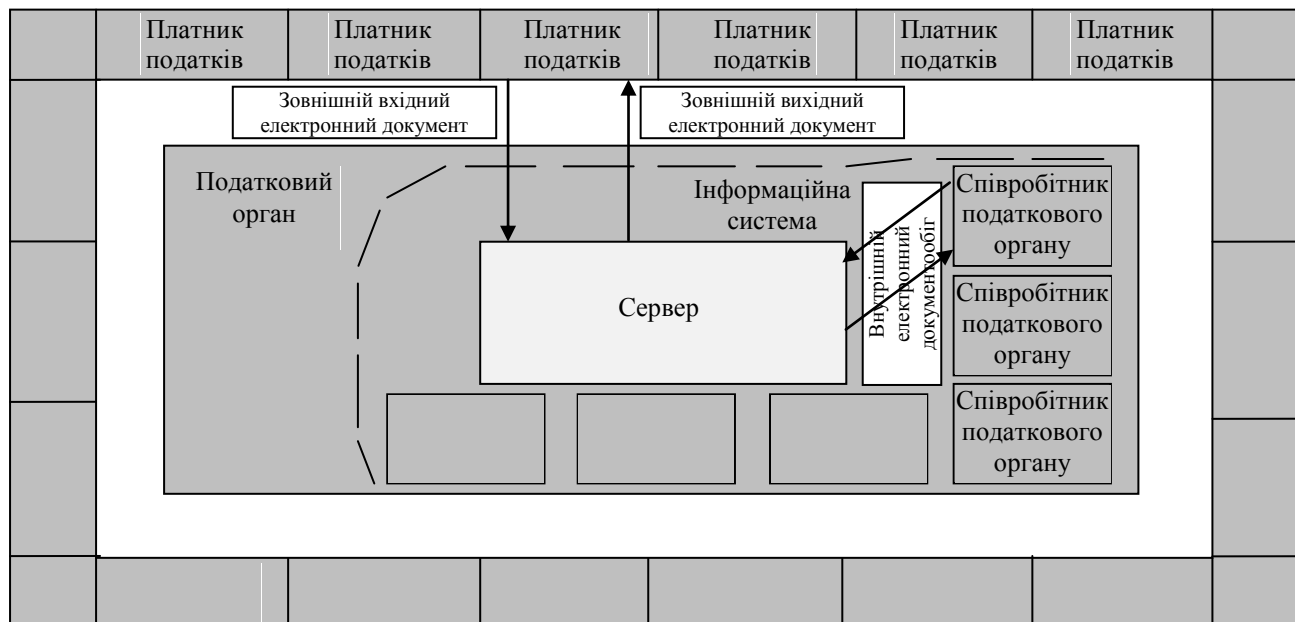 Платник
податків
Платник
податків
Платник
податків
Платник
податків
Платник
податків
Платник
податків
Зовнішній вхідний
електронний документ
Зовнішній вихідний
електронний документ
Податковий
орган
Інформаційна
система
Сервер
Внутрішній
електронний
документообіг
Співробітник
податкового
органу
Співробітник
податкового
органу
Співробітник
податкового
органу